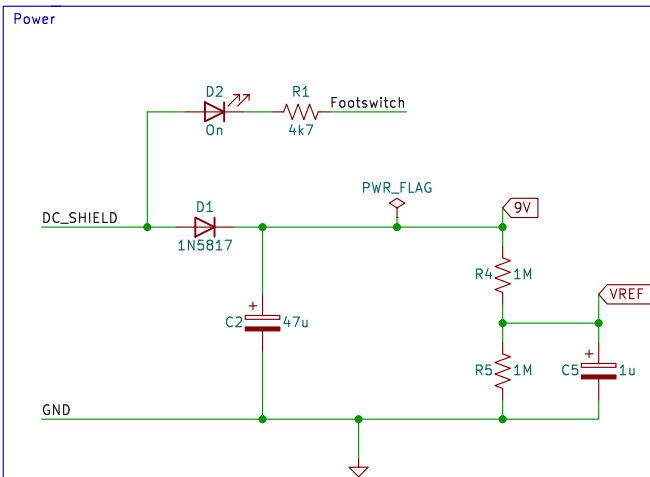 Power
D2
R1
Footswitch
On
4k7
PWR_FLAG
9V
DC_SHIELD
D1
1N5817
R4
1M
VREF
+
C2
47u
+
R5
1M
C5
1u
GND